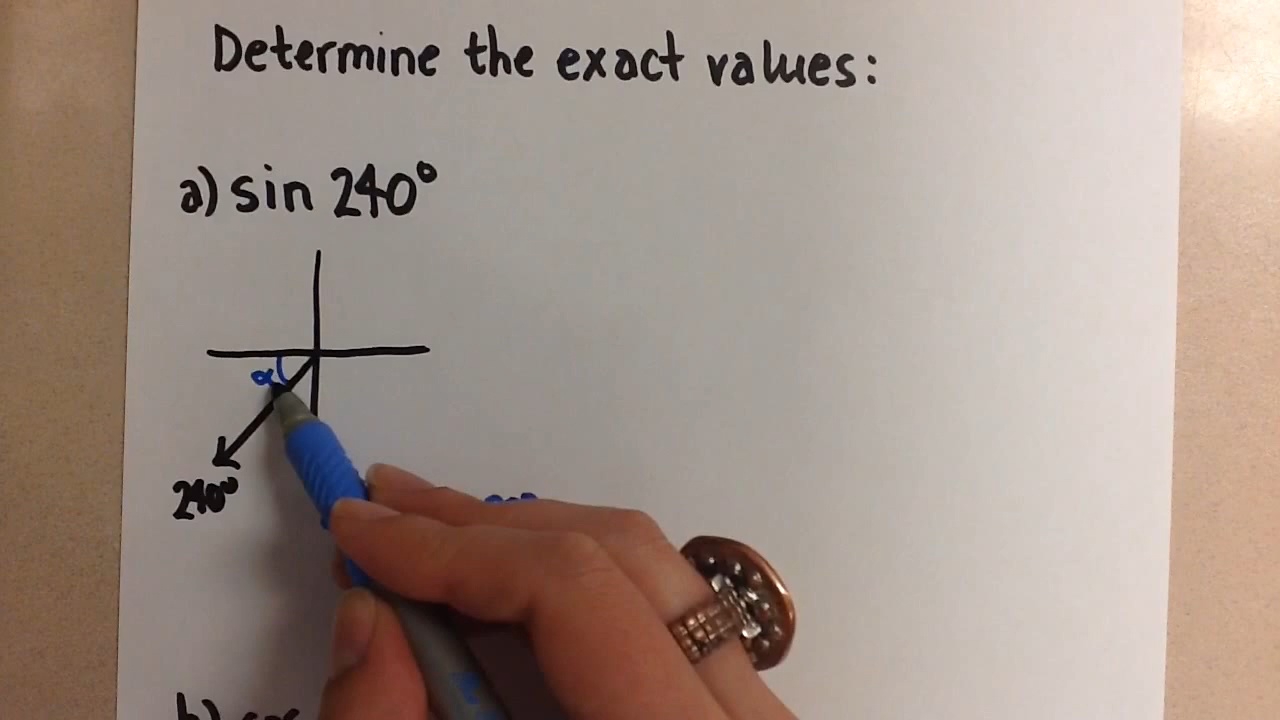 Determine the exact values:
a) sin 240°
α
240°
b)